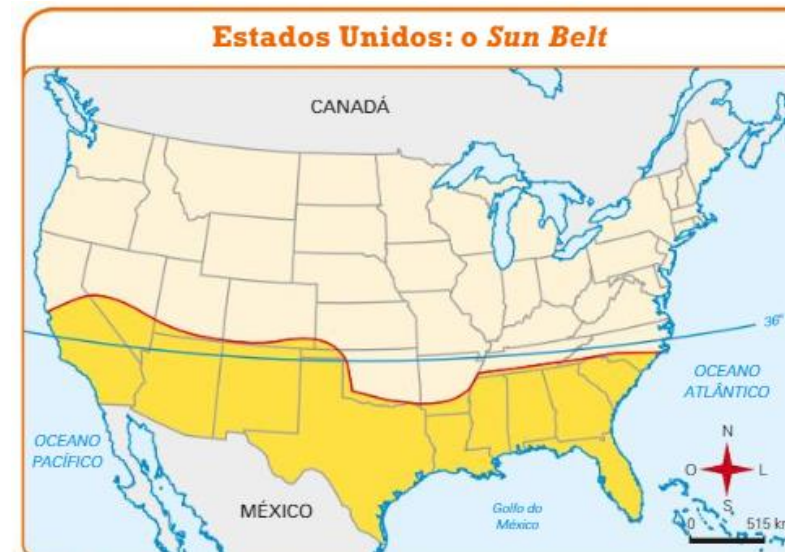 Estados Unidos: o Sun Belt
CANADÁ
36°
OCEANO
ATLÂNTICO
OCEANO
PACÍFICO
N
O
L
S
MÉXICO
Golfo do
México
0 515 km